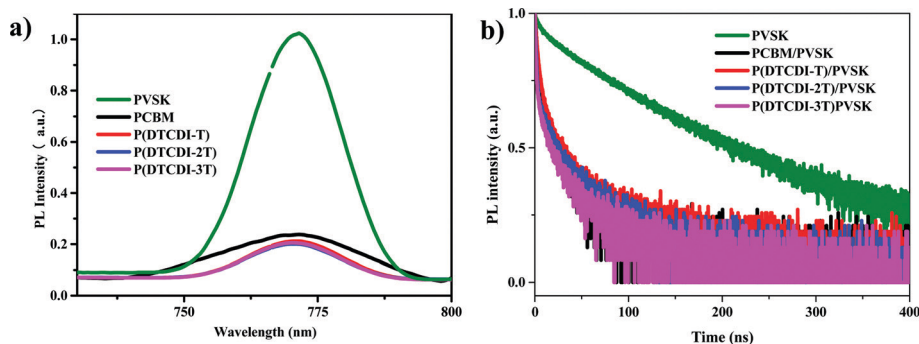 a)
PL Intensity ( a.u.)
1.0
0.8
0.6
0.4
0.2
0.0
PVSK
PCBM
P(DTCDI-T)
P(DTCDI-2T)
P(DTCDI-3T)
750
775
800
Wavelength (nm)
b)
PL intensity (a.u.)
1.0
0.5
0.0
PVSK
PCBM/PVSK
P(DTCDI-T)/PVSK
P(DTCDI-2T)/PVSK
P(DTCDI-3T)PVSK
0
100
200
300
400
Time (ns)